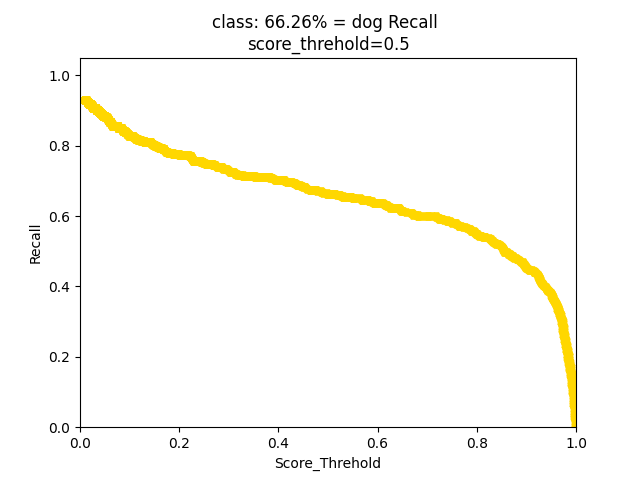 class: 66.26% = dog Recall
score_threhold=0.5
1.0
0.8
0.6
0.4
0.2
0.0
Recall
0.0 0.2 0.4 0.6 0.8 1.0
Score_Threhold